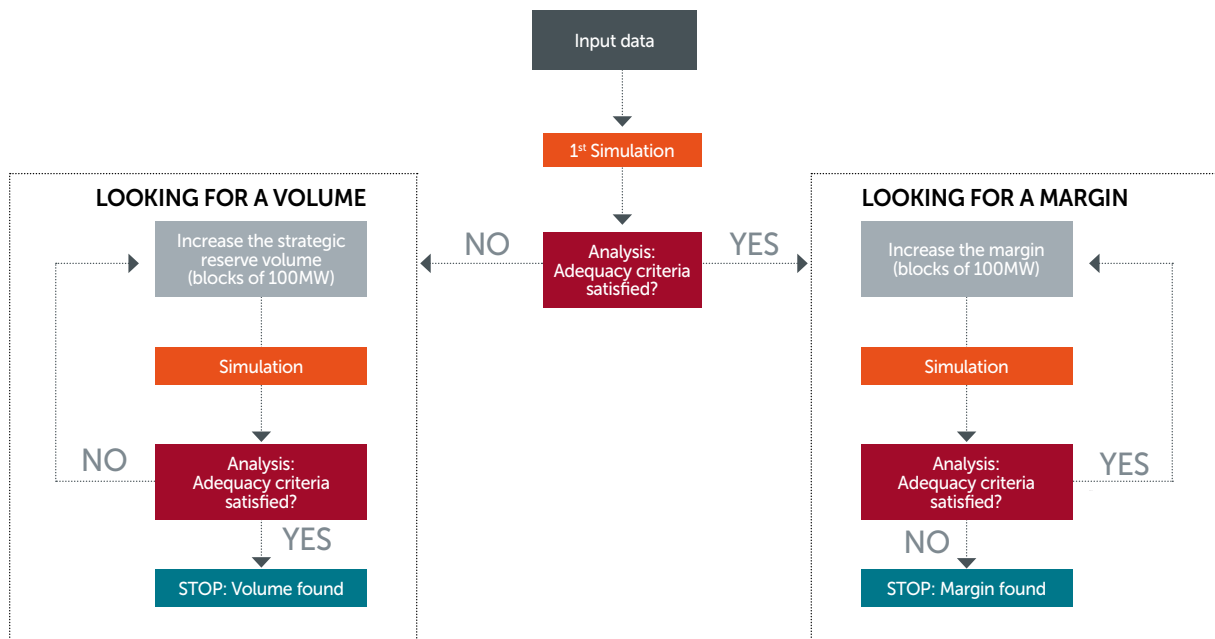 Input data
1st Simulation
LOOKING FOR A VOLUME
LOOKING FOR A MARGIN
Increase the strategic
reserve volume
(blocks of 100MW)
NO
Analysis:
Adequacy criteria
satisfied?
YES
Increase the margin
(blocks of 100MW)
Simulation
Simulation
NO
Analysis:
Adequacy criteria
satisfied?
Analysis:
Adequacy criteria
satisfied?
YES
YES
NO
STOP: Volume found
STOP: Margin found